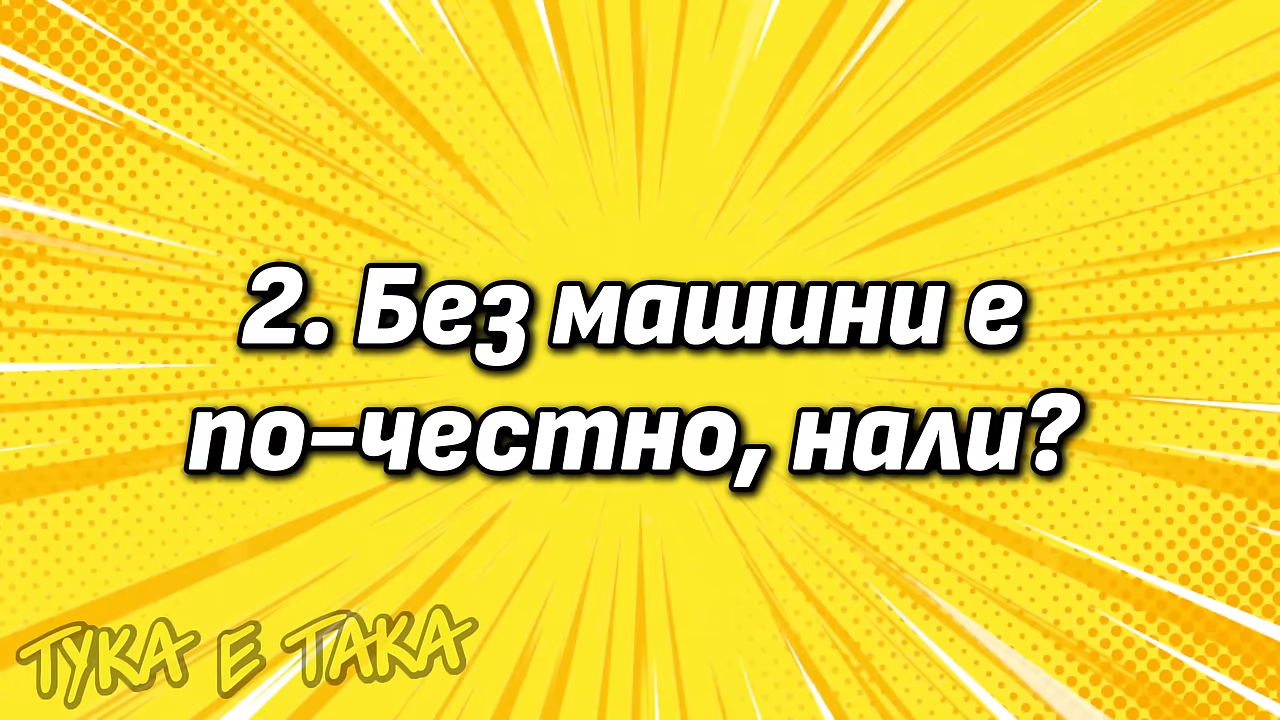 2. Без машини е
по-честно, нали?
ТУКА Е ТАКА